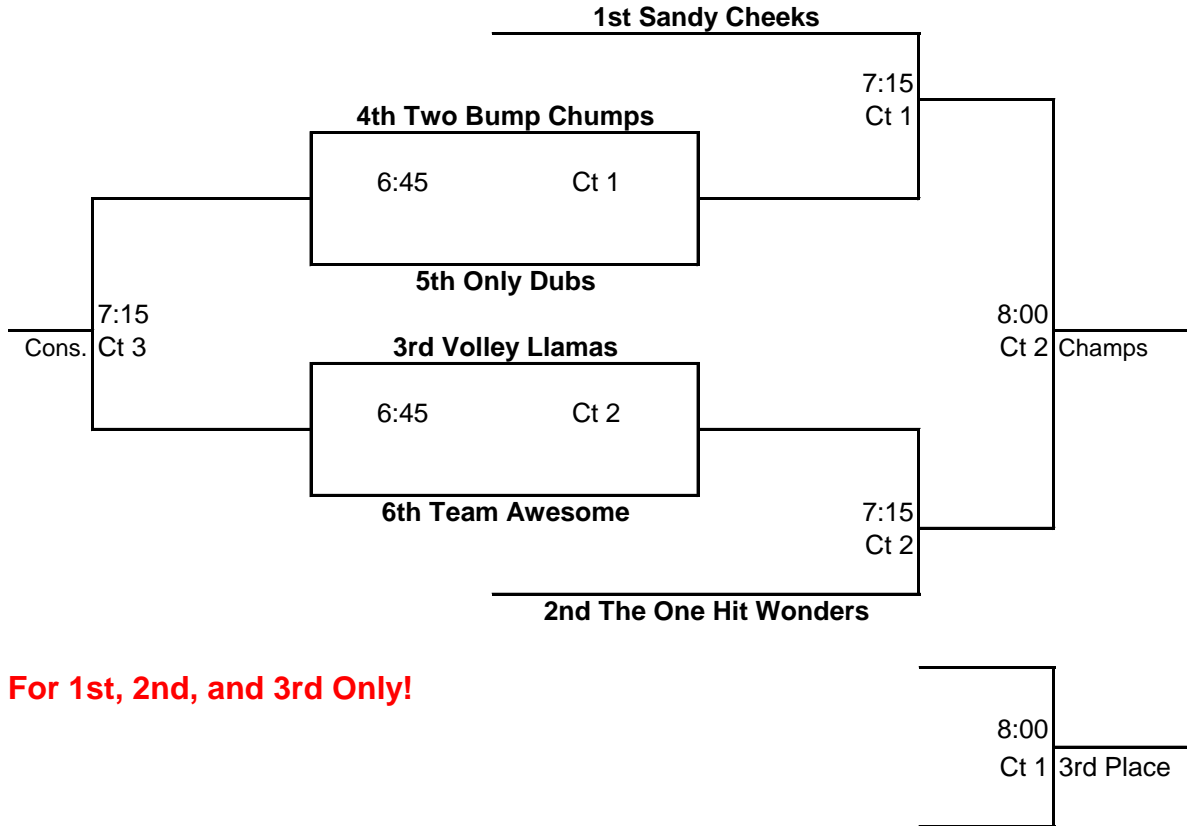 1st Sandy Cheeks
7:15
Ct 1
4th Two Bump Chumps
6:45 Ct 1
5th Only Dubs
7:15
Cons. Ct 3
8:00
Ct 2 Champs
3rd Volley Llamas
6:45 Ct 2
6th Team Awesome
7:15
Ct 2
2nd The One Hit Wonders
For 1st, 2nd, and 3rd Only!
8:00
Ct 1 3rd Place